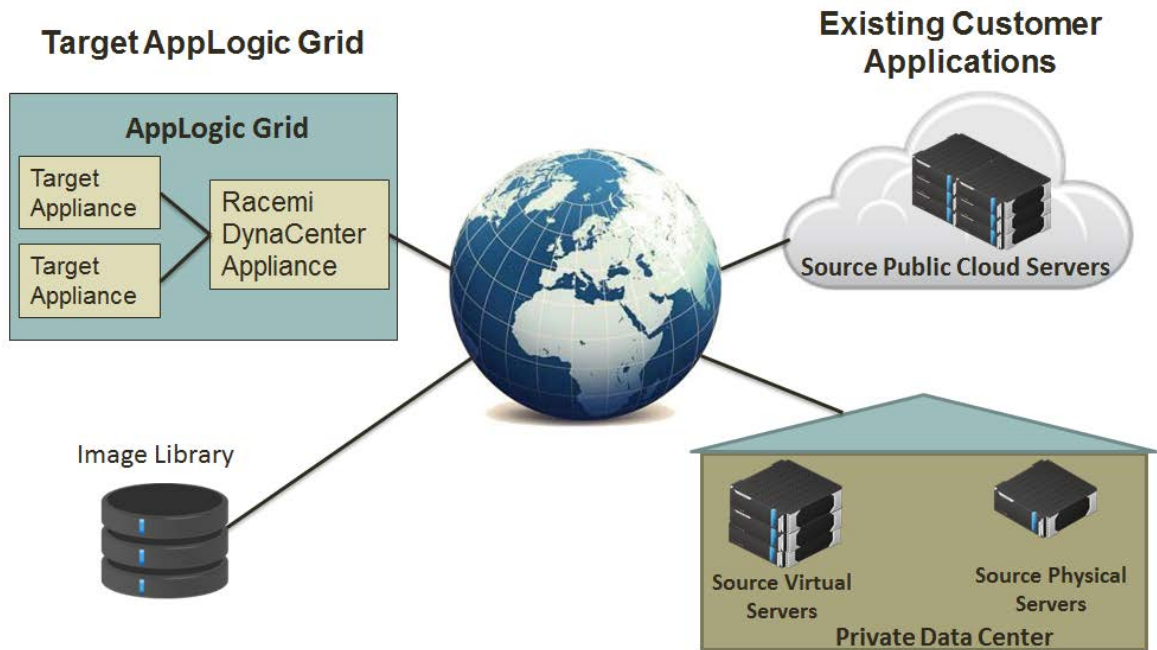 Target AppLogic Grid
AppLogic Grid
Target
Appliance
Target
Appliance
Racemi
DynaCenter
Appliance
Existing Customer
Applications
Source Public Cloud Servers
Image Library
Source Virtual
Servers
Source Physical
Servers
Private Data Center